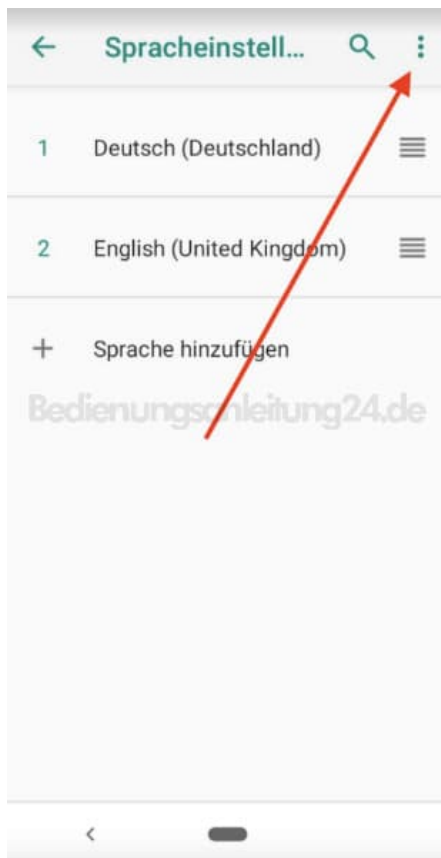 Spracheinstell...
1 Deutsch (Deutschland)
2 English (United Kingdom)
+ Sprache hinzufügen
Bedienungsanleitung24.de